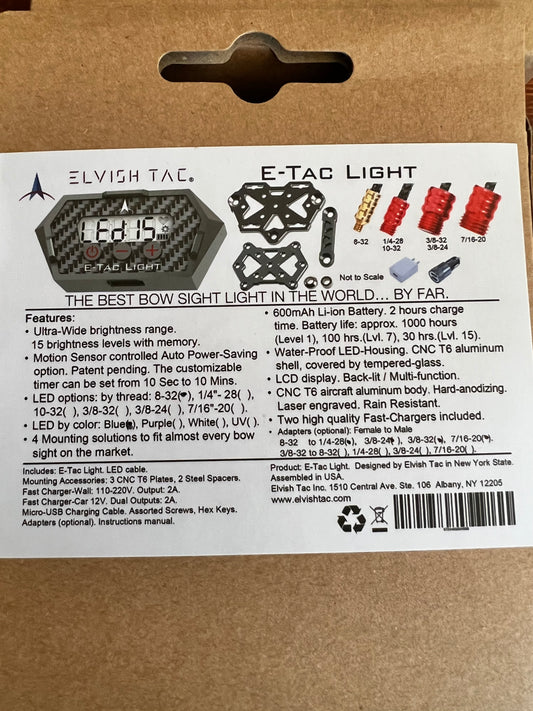 ELVISH TAC®
E-TAC LIGHT
LEd15
E-TAC LIGHT
8-32
1/4-28
10-32
3/8-32
3/8-24
7/16-20
Not to Scale
THE BEST BOW SIGHT LIGHT IN THE WORLD... BY FAR.
Features:
• Ultra-Wide brightness range.
15 brightness levels with memory.
• Motion Sensor controlled Auto Power-Saving
option. Patent pending. The customizable
timer can be set from 10 Sec to 10 Mins.
• LED options: by thread: 8-32( ), 1/4"- 28( ),
10-32( ), 3/8-32( ), 3/8-24( ), 7/16"-20( ).
• LED by color: Blue( ), Purple( ), White( ), UV( ).
• 4 Mounting solutions to fit almost every bow
sight on the market.
• 600mAh Li-ion Battery. 2 hours charge
time. Battery life: approx. 1000 hours
(Level 1), 100 hrs.(Lvl. 7), 30 hrs.(Lvl. 15).
• Water-Proof LED-Housing. CNC T6 aluminum
shell, covered by tempered-glass.
• LCD display. Back-lit / Multi-function.
• CNC T6 aircraft aluminum body. Hard-anodizing.
Laser engraved. Rain Resistant.
• Two high quality Fast-Chargers included.
• Adapters (optional): Female to Male
8-32 to 1/4-28( ), 3/8-24( ), 3/8-32( ), 7/16-20( ).
3/8-32 to 8-32( ), 1/4-28( ), 3/8-24( ), 7/16-20( ).
Includes: E-Tac Light. LED cable.
Mounting Accessories: 3 CNC T6 Plates, 2 Steel Spacers.
Fast Charger-Wall: 110-220V. Output: 2A.
Fast Charger-Car 12V. Dual Outputs: 2A.
Micro-USB Charging Cable. Assorted Screws, Hex Keys.
Adapters (optional). Instructions manual.
Product: E-Tac Light. Designed by Elvish Tac in New York State.
Assembled in USA.
Elvish Tac Inc. 1510 Central Ave. Ste. 106 Albany, NY 12205
www.elvishtac.com